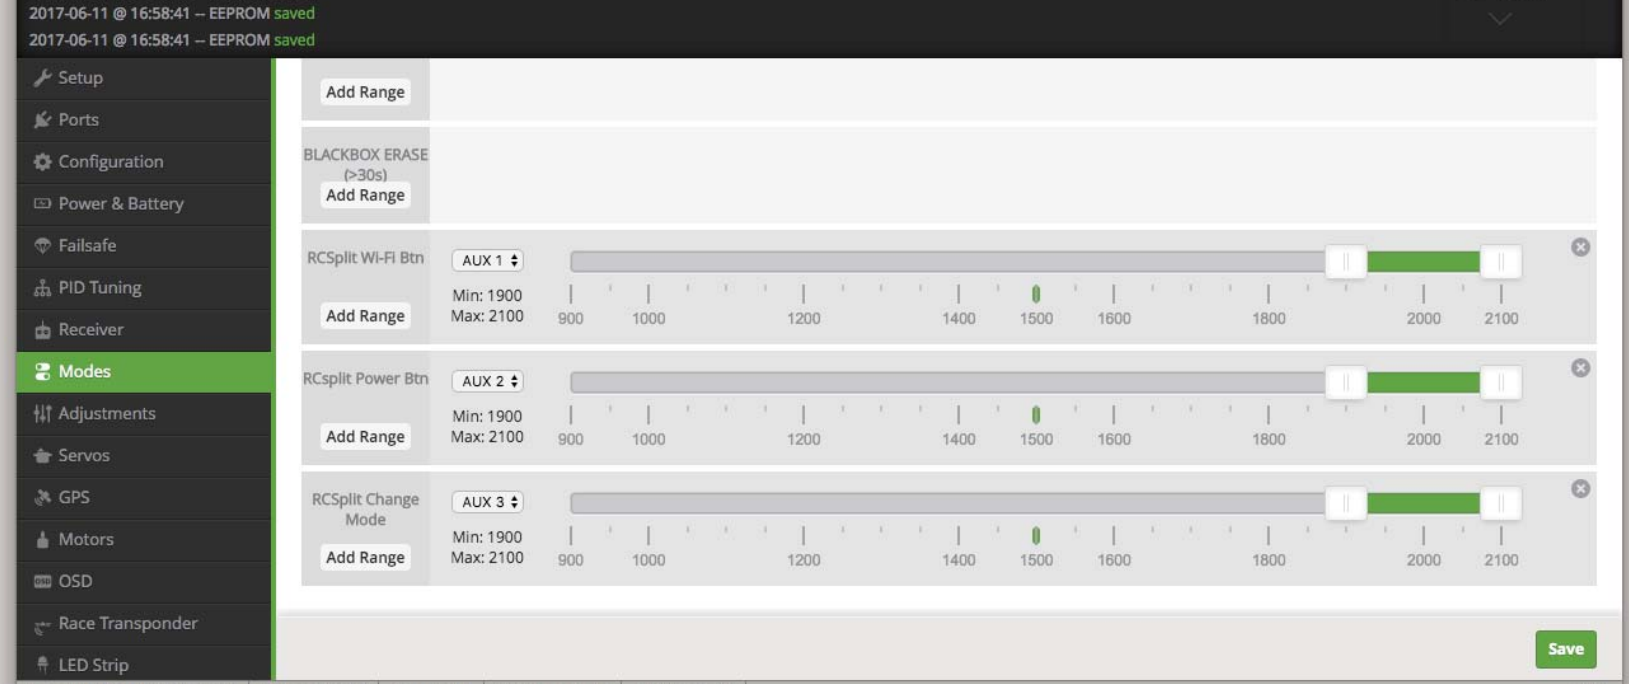 2017-06-11 @ 16:58:41 -- EEPROM saved
2017-06-11 @ 16:58:41 -- EEPROM saved
Setup
Ports
Configuration
Power & Battery
Failsafe
PID Tuning
Receiver
Modes
Adjustments
Servos
GPS
Motors
OSD
Race Transponder
LED Strip
Add Range
BLACKBOX ERASE
(>30s)
Add Range
RCSplit Wi-Fi Btn
Add Range
AUX 1
Min: 1900
Max: 2100
900 1000 1200 1400 1500 1600 1800 2000 2100
RCsplit Power Btn
Add Range
AUX 2
Min: 1900
Max: 2100
900 1000 1200 1400 1500 1600 1800 2000 2100
RCSplit Change
Mode
Add Range
AUX 3
Min: 1900
Max: 2100
900 1000 1200 1400 1500 1600 1800 2000 2100
Save